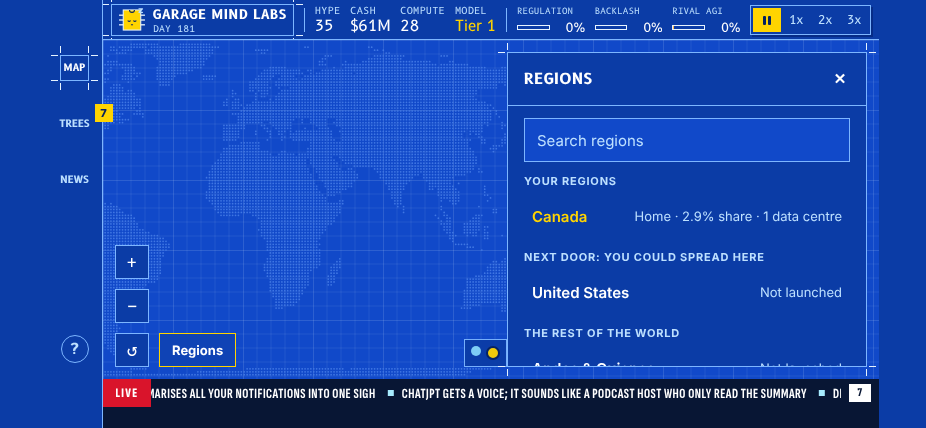 GARAGE MIND LABS
DAY 181
HYPE CASH COMPUTE MODEL
35 $61M 28 Tier 1
REGULATION BACKLASH RIVAL AGI
0% 0% 0%
1x 2x 3x
MAP
7
TREES
NEWS
?
+
−
↺
Regions
REGIONS
×
Search regions
YOUR REGIONS
Canada Home · 2.9% share · 1 data centre
NEXT DOOR: YOU COULD SPREAD HERE
United States Not launched
THE REST OF THE WORLD
LIVE MARISES ALL YOUR NOTIFICATIONS INTO ONE SIGH ■ CHATJPT GETS A VOICE; IT SOUNDS LIKE A PODCAST HOST WHO ONLY READ THE SUMMARY ■ 7